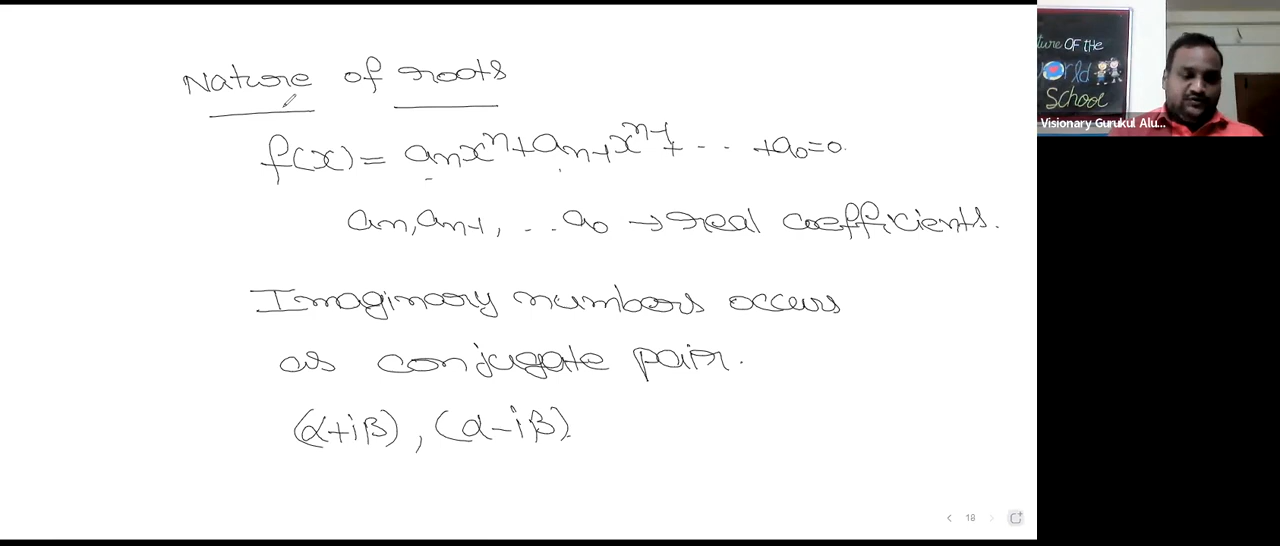 Nature of roots
f(x) = aₙxⁿ + aₙ₋₁xⁿ⁻¹ + ... + a₀ = 0.
aₙ, aₙ₋₁, ... a₀ → real coefficients.
Imaginary numbers occurs
as conjugate pair.
(α+iβ), (α-iβ).
18
ture OF tHe
World
School
Visionary Gurukul Alu...